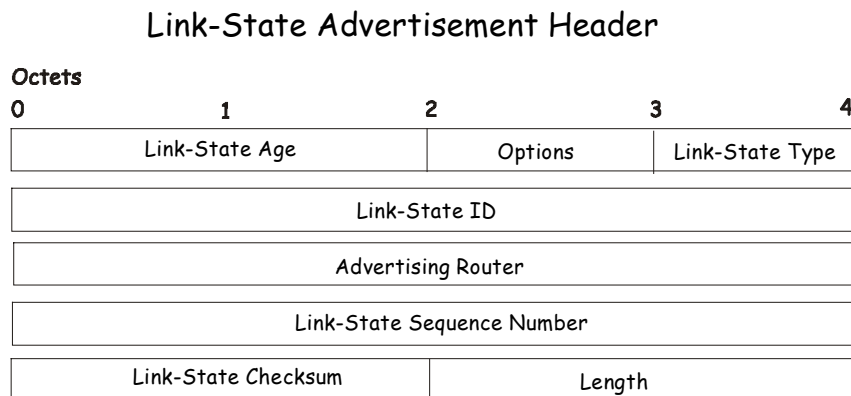 Link-State Advertisement Header
Octets
0 1 2 3 4
Link-State Age Options Link-State Type
Link-State ID
Advertising Router
Link-State Sequence Number
Link-State Checksum Length